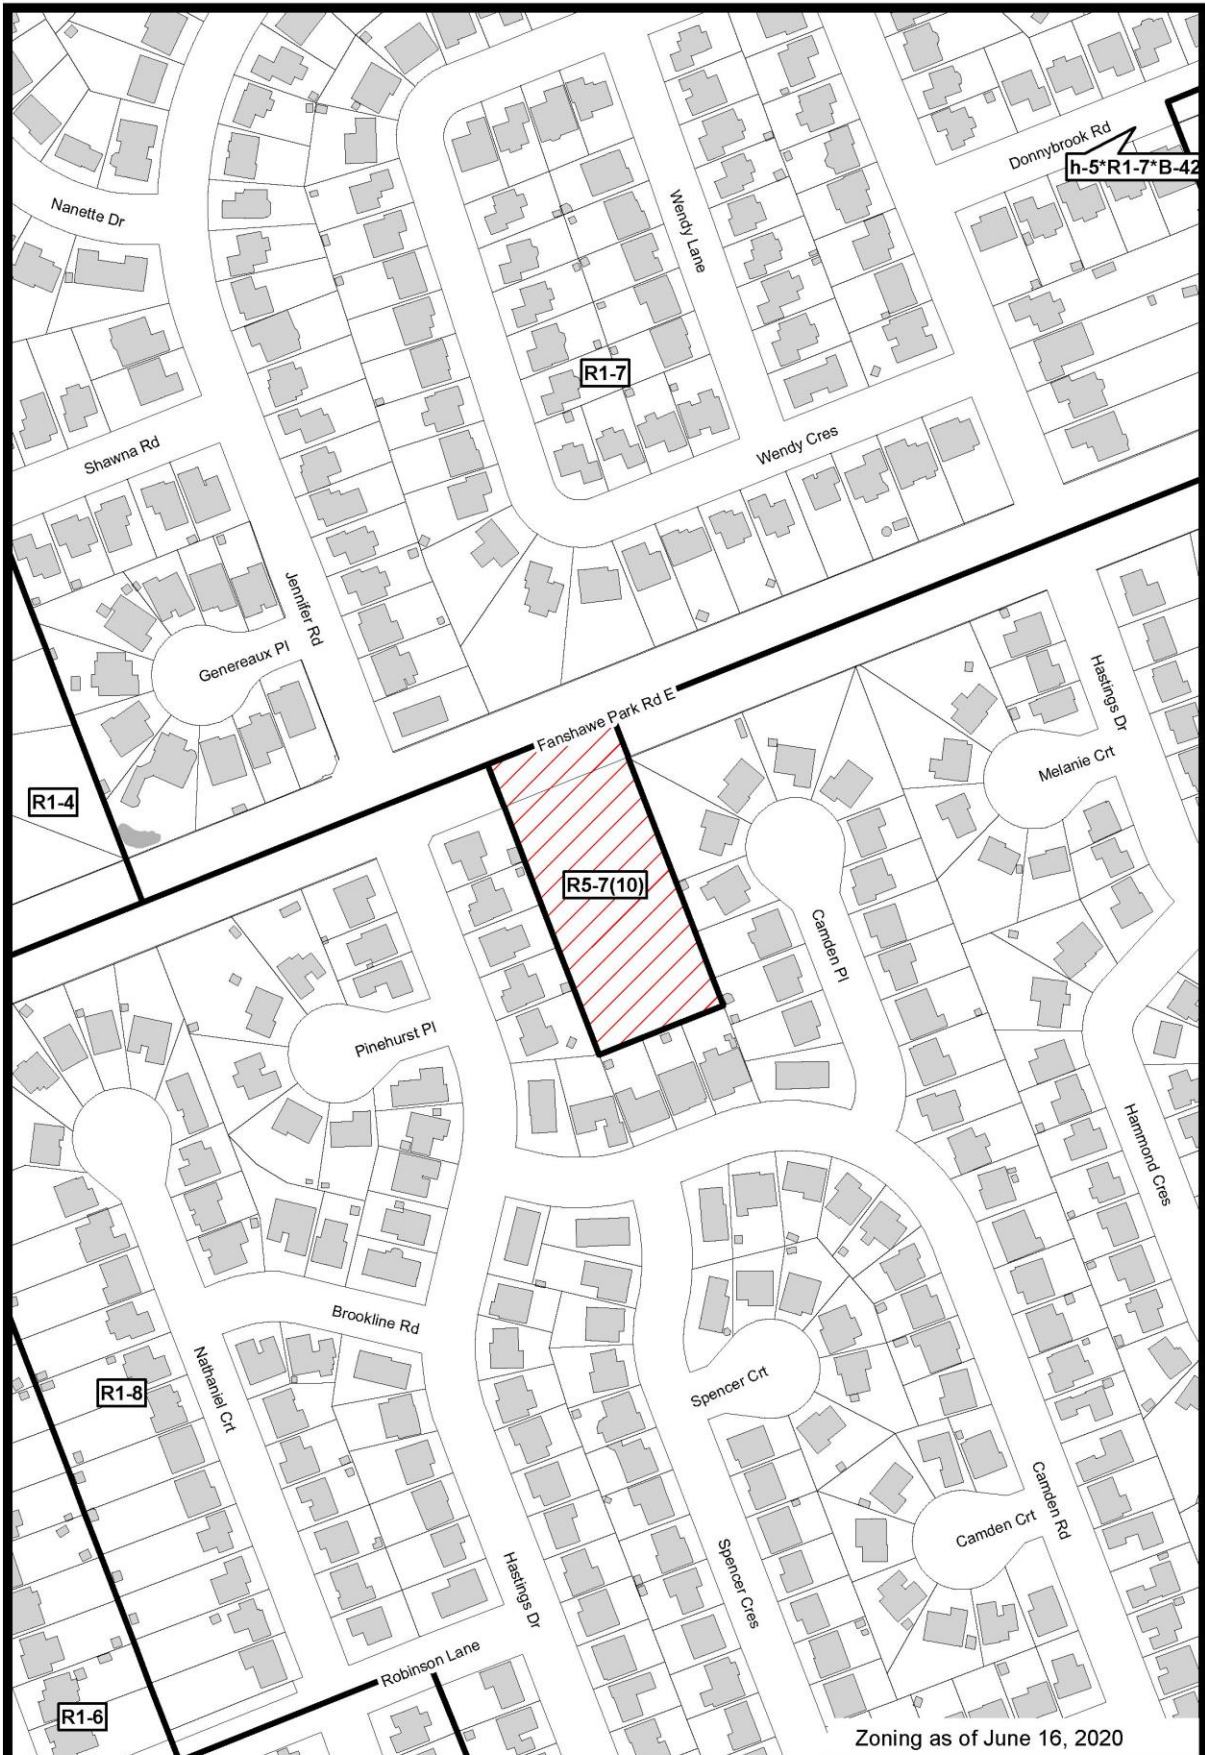 Donnybrook Rd
h-5*R1-7*B-42
Nanette Dr
Wendy Lane
R1-7
Shawna Rd
Wendy Cres
Jennifer Rd
Genereaux Pl
Hastings Dr
Fanshawe Park Rd E
Melanie Crt
R1-4
R5-7(10)
Camden Pl
Pinehurst Pl
Hammond Cres
Brookline Rd
Nathaniel Crt
R1-8
Spencer Crt
Camden Rd
Camden Crt
Hastings Dr
Spencer Cres
Robinson Lane
R1-6
Zoning as of June 16, 2020